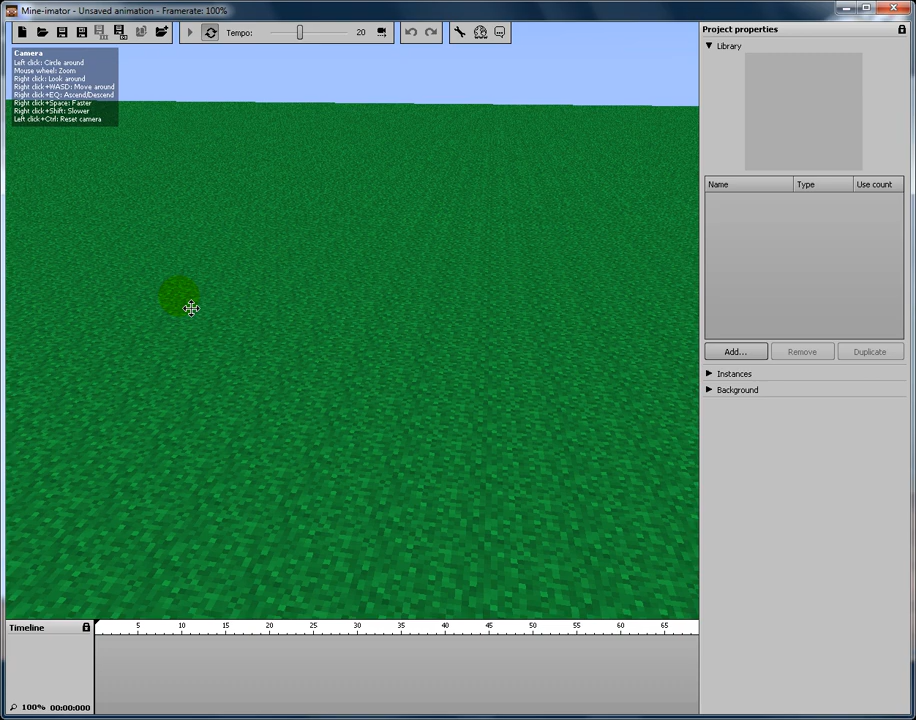 Mine-imator - Unsaved animation - Framerate: 100%
Tempo: 20
Camera
Left click: Circle around
Mouse wheel: Zoom
Right click: Look around
Right click+WASD: Move around
Right click+EQ: Ascend/Descend
Right click+Space: Faster
Right click+Shift: Slower
Left click+Ctrl: Reset camera
Project properties
Library
Name Type Use count
Add... Remove Duplicate
Instances
Background
Timeline
5 10 15 20 25 30 35 40 45 50 55 60 65
100% 00:00:000